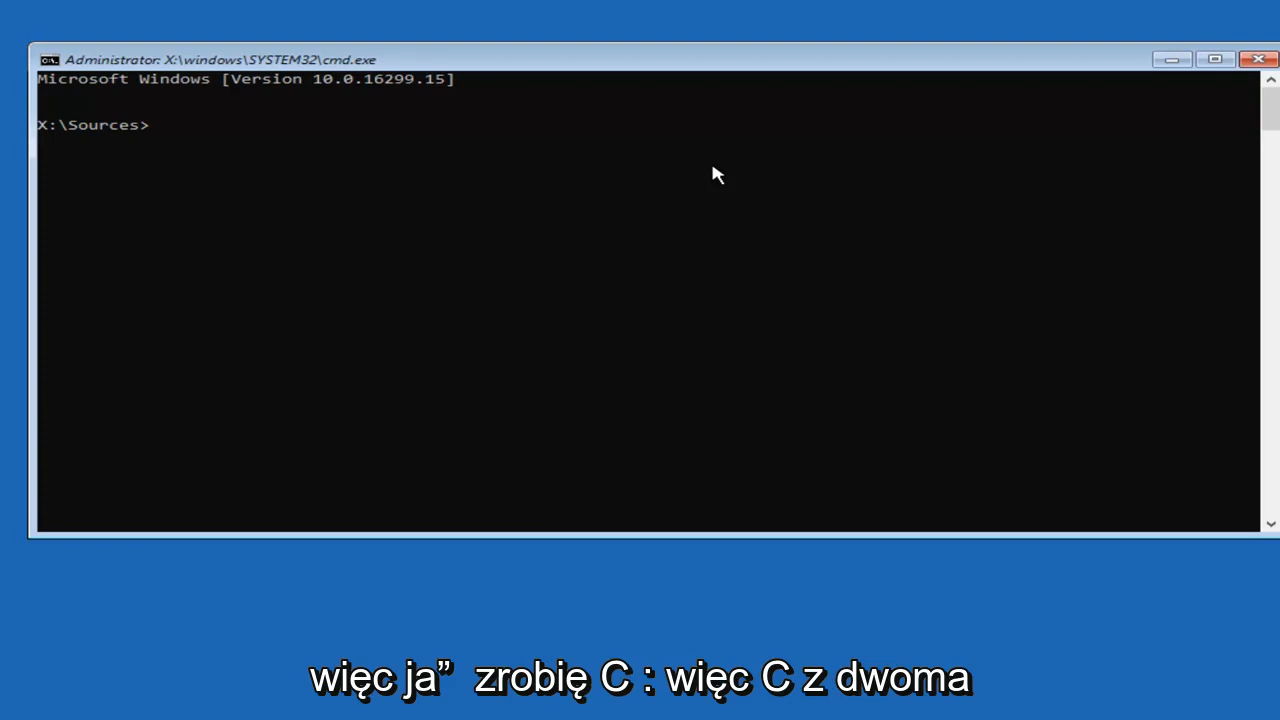 Administrator: X:\windows\SYSTEM32\cmd.exe
Microsoft Windows [Version 10.0.16299.15]
X:\Sources>
więc ja” zrobię C : więc C z dwoma